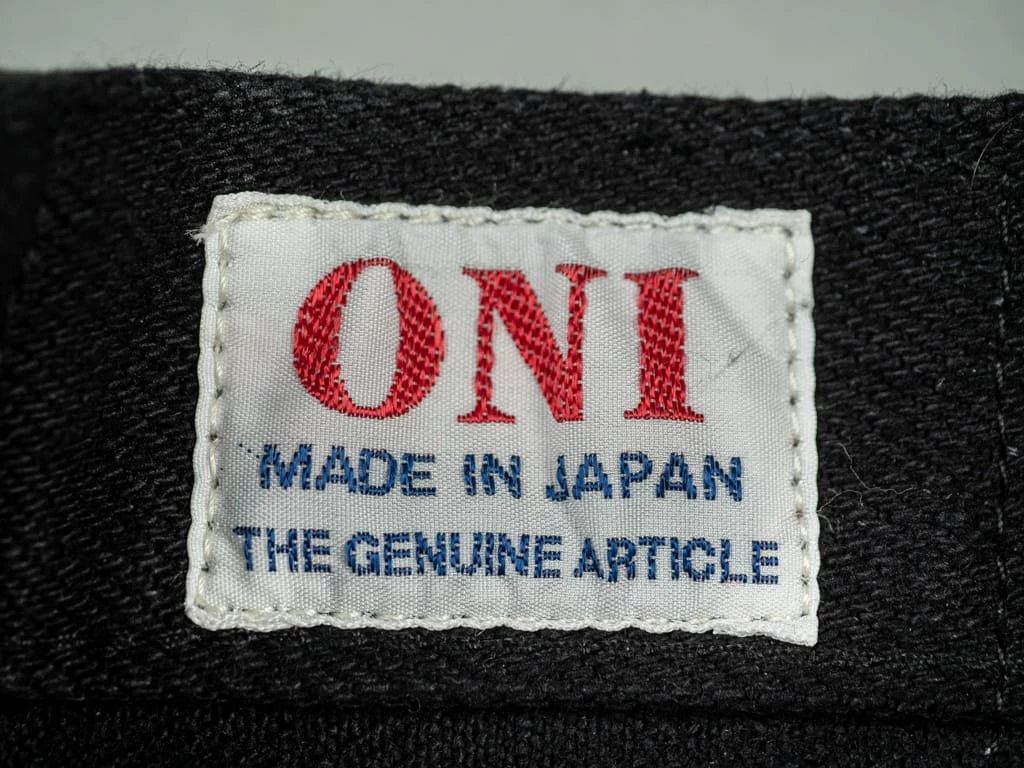 ONI
MADE IN JAPAN
THE GENUINE ARTICLE